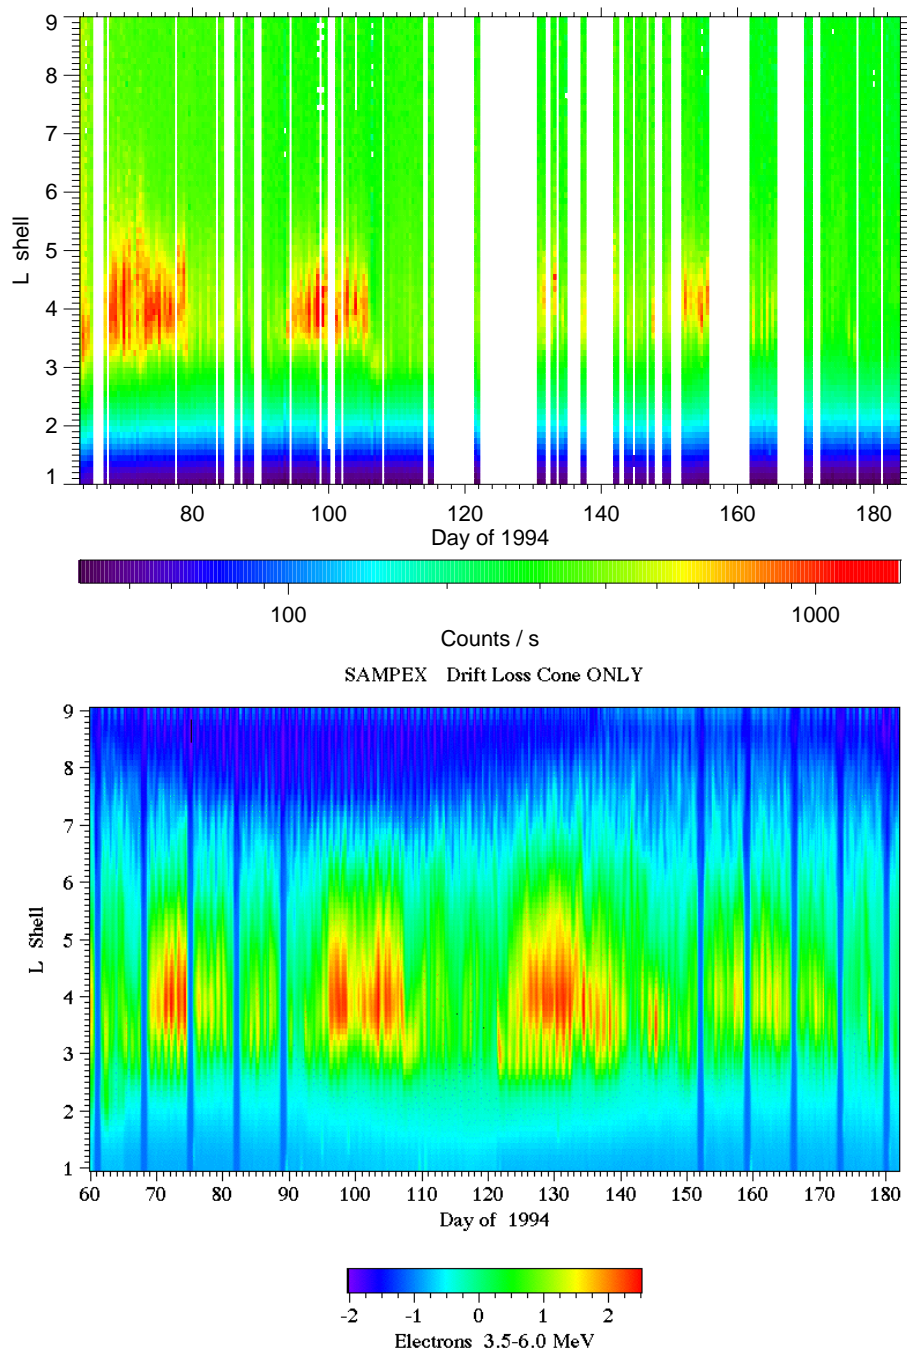 9
8
7
6
5
4
3
2
1
L shell
80 100 120 140 160 180
Day of 1994
100 1000
Counts / s
SAMPEX Drift Loss Cone ONLY
9
8
7
6
5
4
3
2
1
L Shell
60 70 80 90 100 110 120 130 140 150 160 170 180
Day of 1994
-2 -1 0 1 2
Electrons 3.5-6.0 MeV